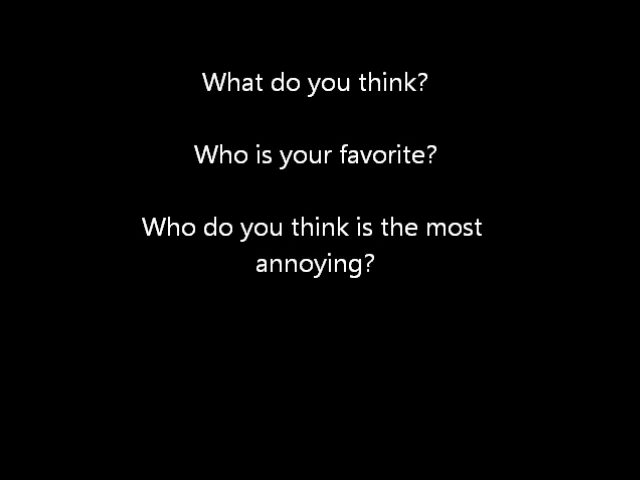 What do you think?
Who is your favorite?
Who do you think is the most
annoying?